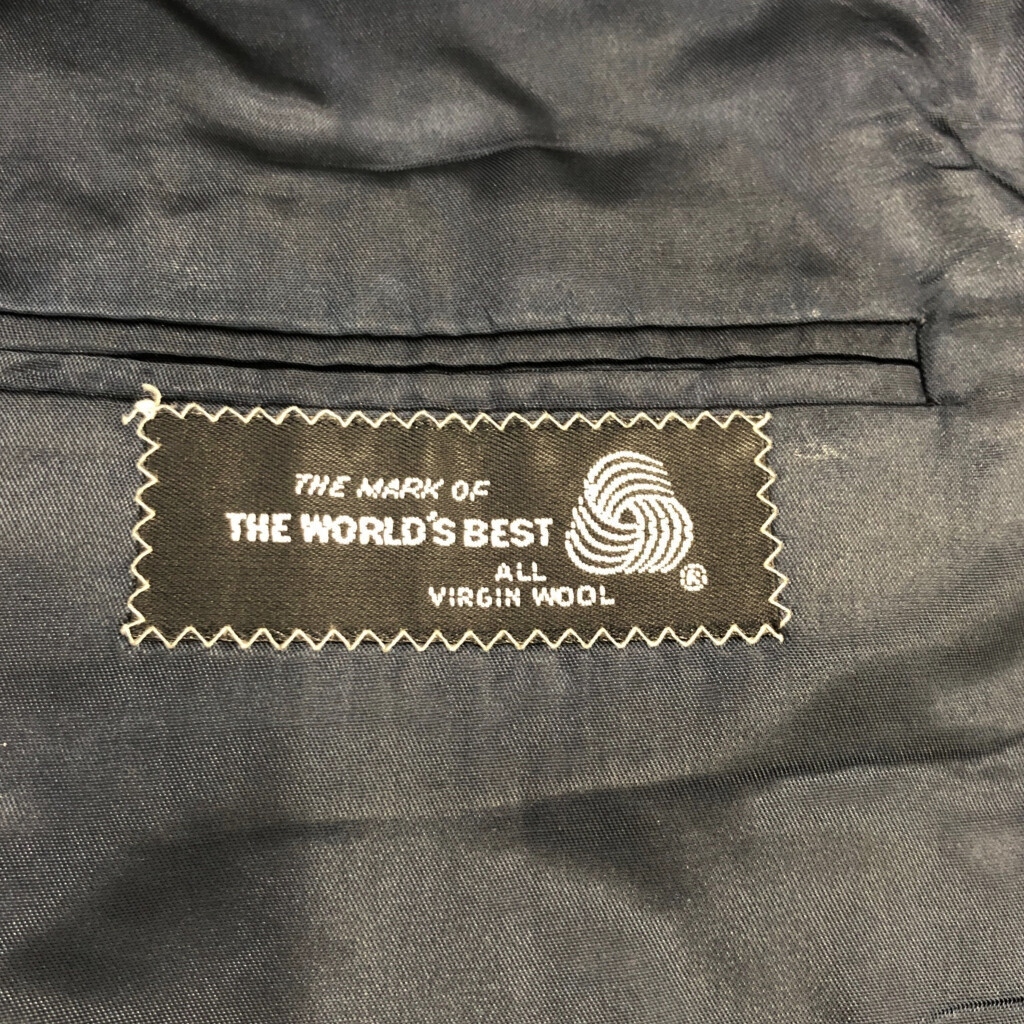 THE MARK OF
THE WORLD'S BEST
ALL
VIRGIN WOOL
®